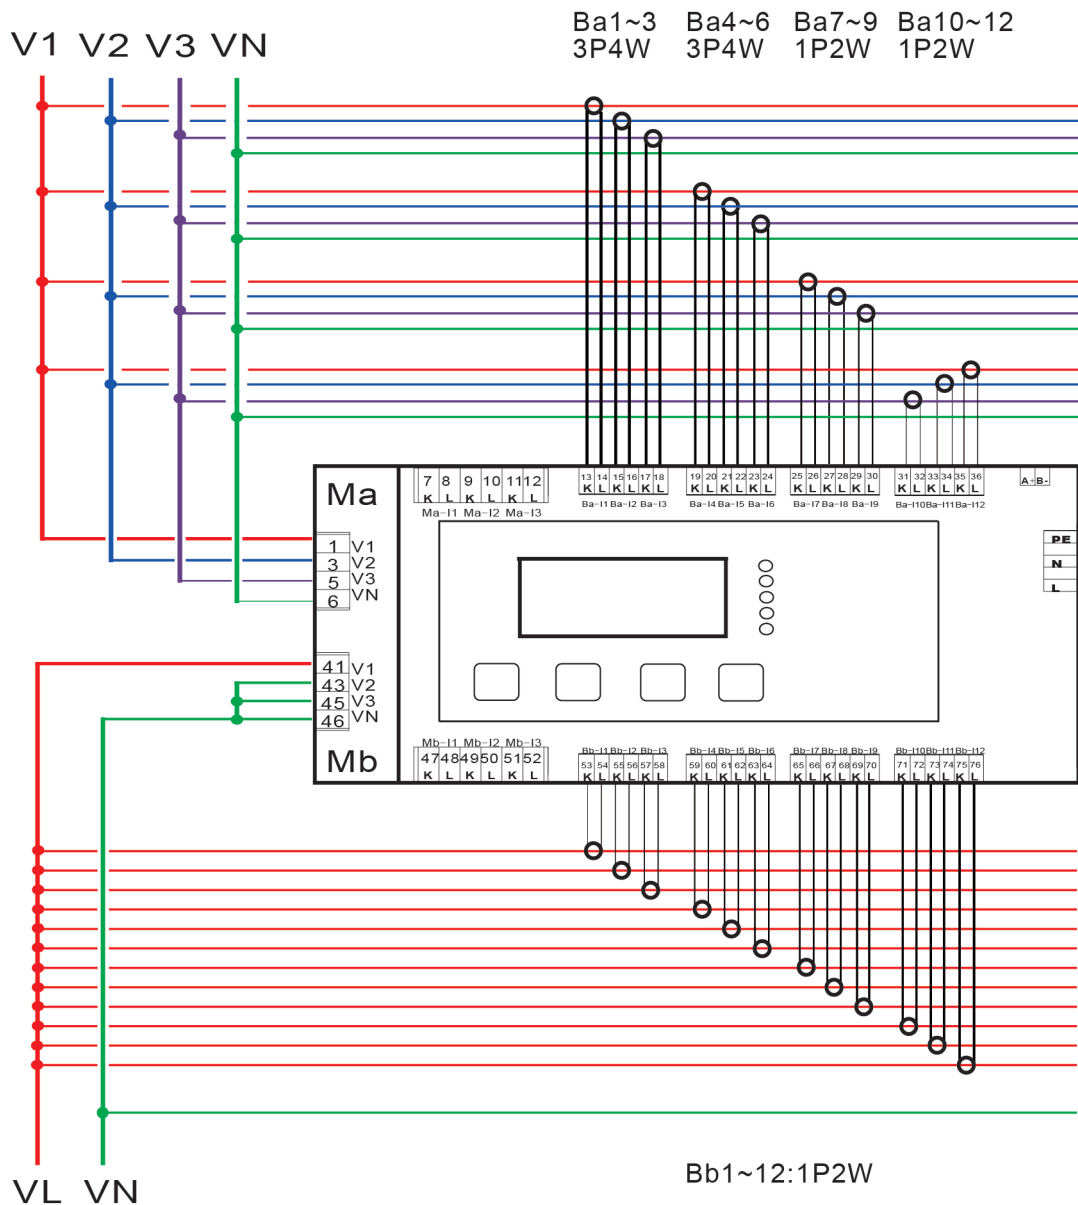 Ba1~3 Ba4~6 Ba7~9 Ba10~12
V1 V2 V3 VN 3P4W 3P4W 1P2W 1P2W
Ma
7 8 9 10 11 12 13 14 15 16 17 18 19 20 21 22 23 24 25 26 27 28 29 30 31 32 33 34 35 36
K L K L K L K L K L K L K L K L K L K L K L K L K L K L K L
A+ B-
Ma-I1 Ma-I2 Ma-I3 Ba-I1 Ba-I2 Ba-I3 Ba-I4 Ba-I5 Ba-I6 Ba-I7 Ba-I8 Ba-I9 Ba-I10 Ba-I11 Ba-I12
1 V1
3 V2
5 V3
6 VN
PE
N
L
41 V1
43 V2
45 V3
46 VN
Mb
Mb-I1 Mb-I2 Mb-I3 Bb-I1 Bb-I2 Bb-I3 Bb-I4 Bb-I5 Bb-I6 Bb-I7 Bb-I8 Bb-I9 Bb-I10 Bb-I11 Bb-I12
47 48 49 50 51 52 53 54 55 56 57 58 59 60 61 62 63 64 65 66 67 68 69 70 71 72 73 74 75 76
K L K L K L K L K L K L K L K L K L K L K L K L K L K L K L
Bb1~12:1P2W
VL VN